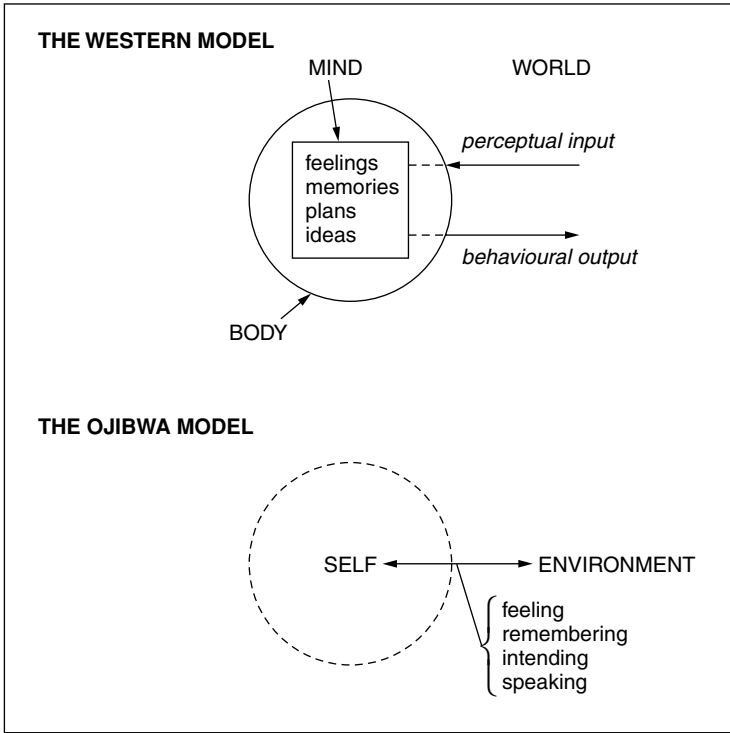 THE WESTERN MODEL
MIND
WORLD
perceptual input
feelings
memories
plans
ideas
behavioural output
BODY
THE OJIBWA MODEL
SELF
ENVIRONMENT
feeling
remembering
intending
speaking